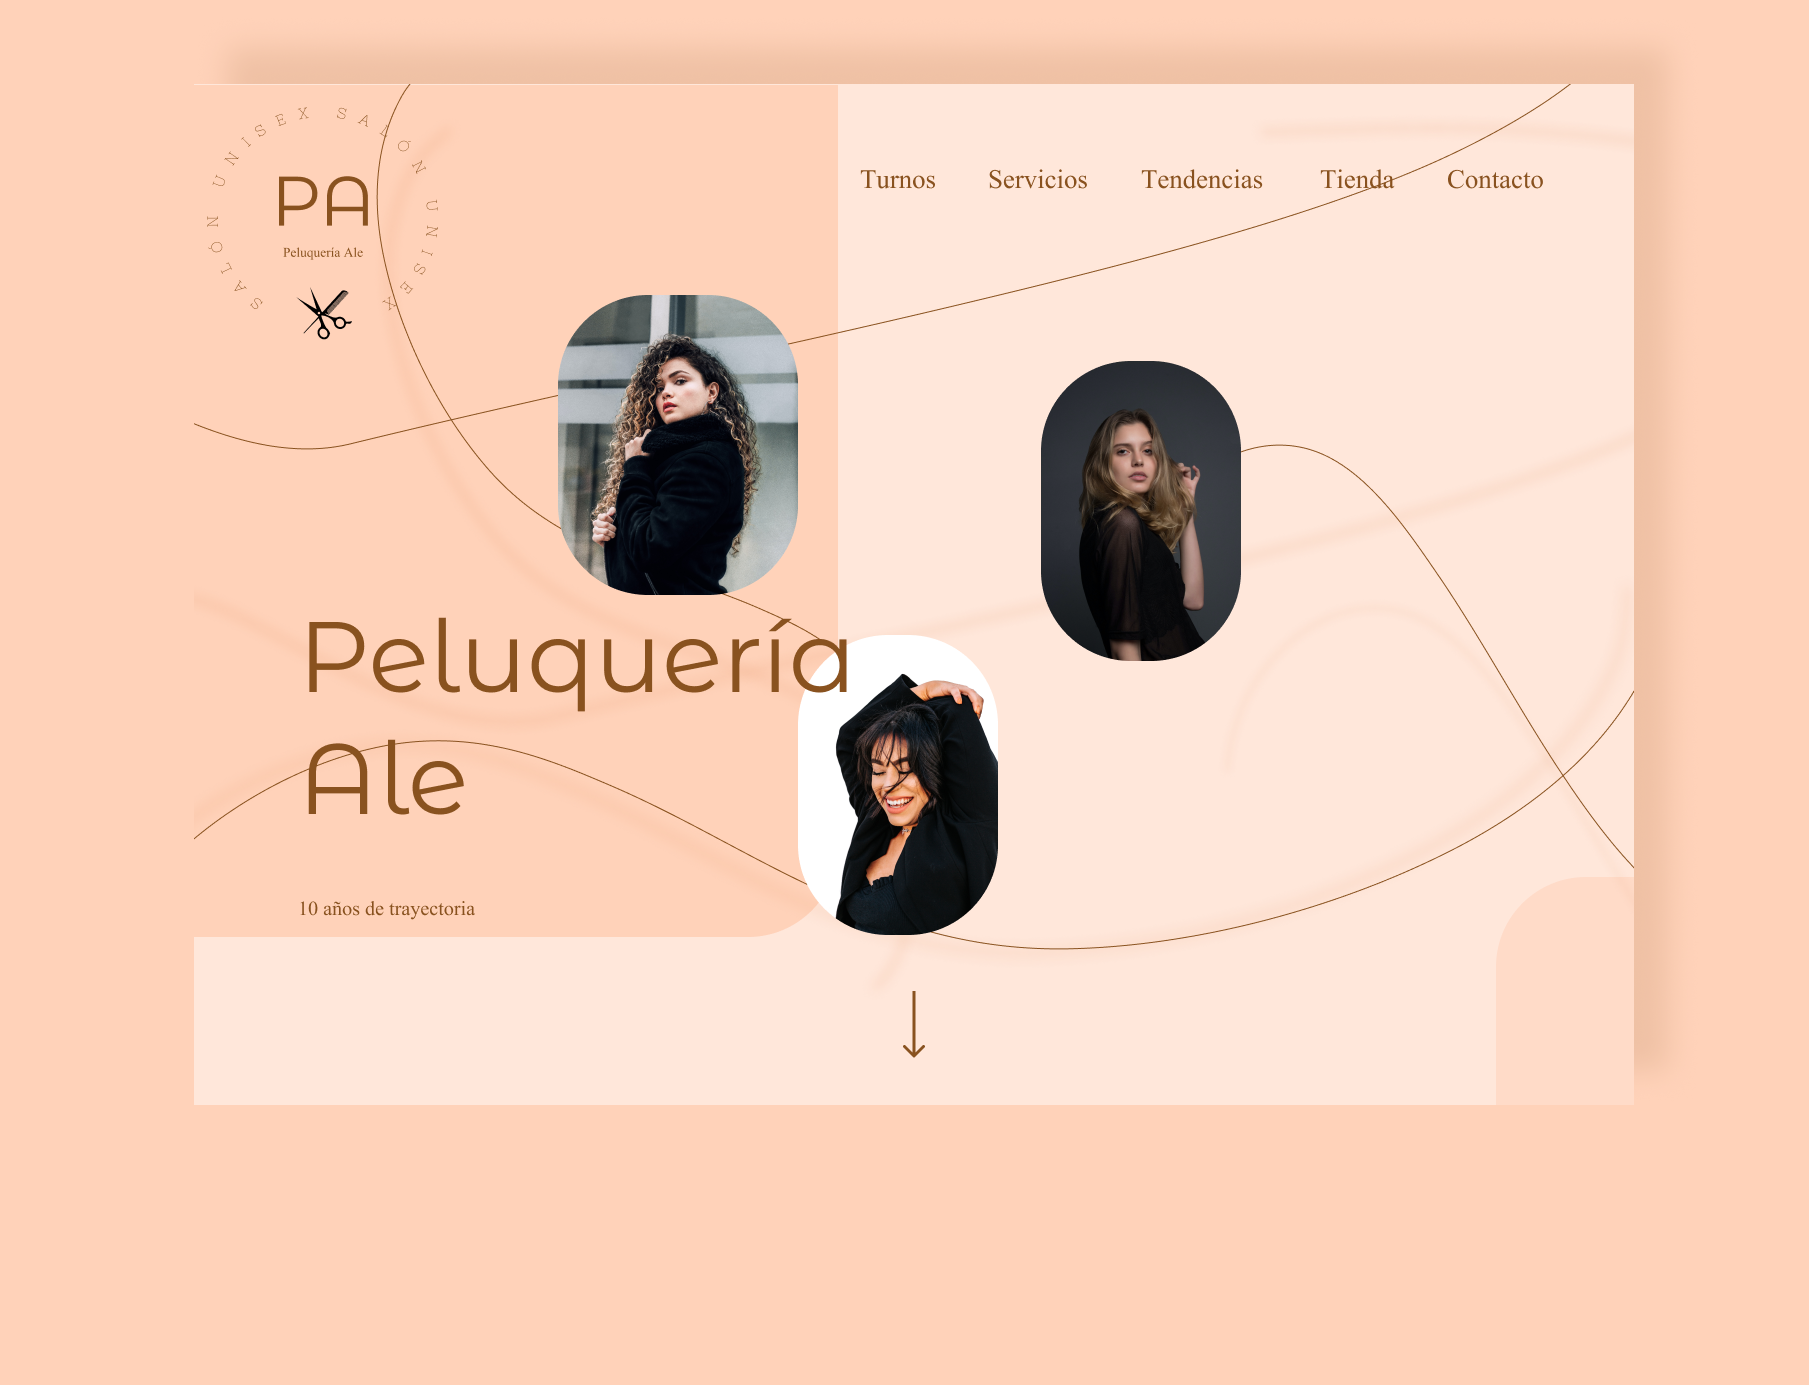 SALÓN UNISEX SALÓN UNISEX
PA
Peluquería Ale
Turnos Servicios Tendencias Tienda Contacto
Peluquería
Ale
10 años de trayectoria